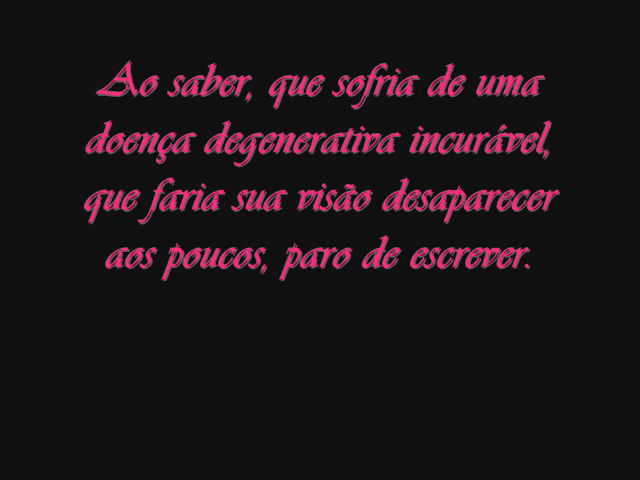 Ao saber, que sofria de uma
doença degenerativa incurável,
que faria sua visão desaparecer
aos poucos, paro de escrever.